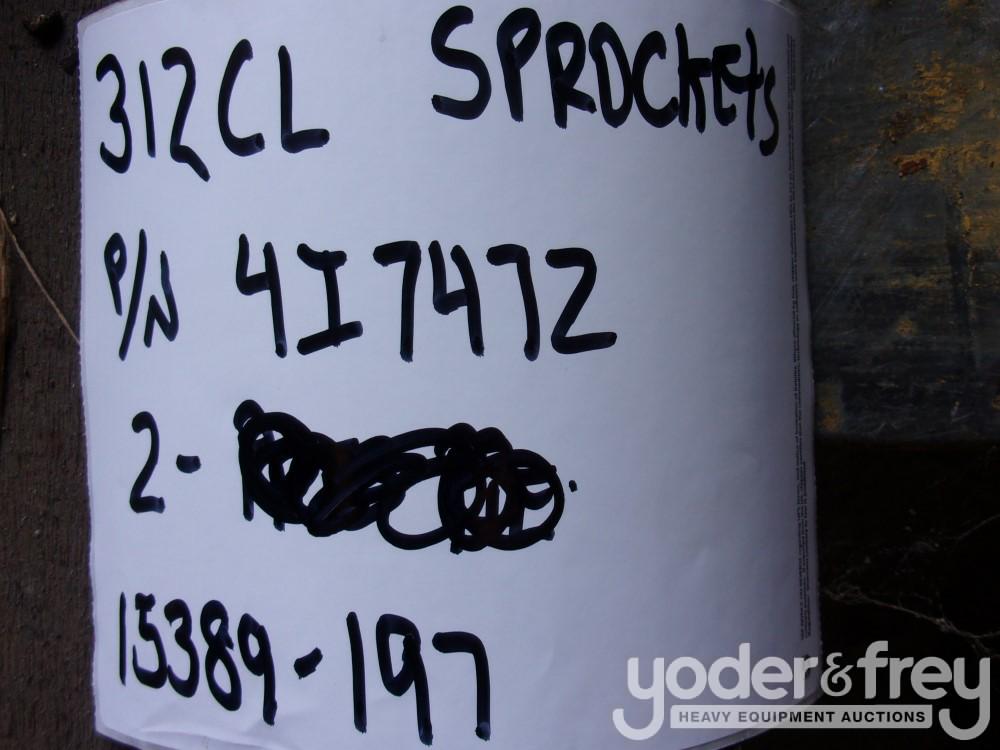 312CL SPROCKEtS
P/N 4I7472
2-
15389-197
yoder&frey
HEAVY EQUIPMENT AUCTIONS